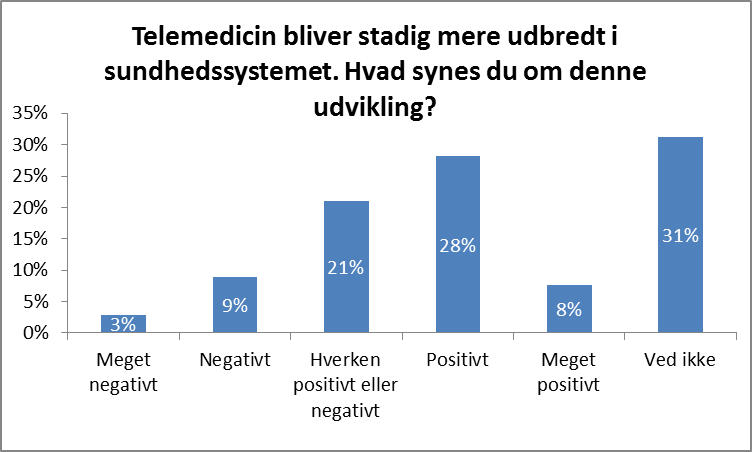 Telemedicin bliver stadig mere udbredt i
sundhedssystemet. Hvad synes du om denne
udvikling?
35%
30%
25%
20%
15%
10%
5%
0%
3%
9%
21%
28%
8%
31%
Meget
negativt
Negativt
Hverken
positivt eller
negativt
Positivt
Meget
positivt
Ved ikke